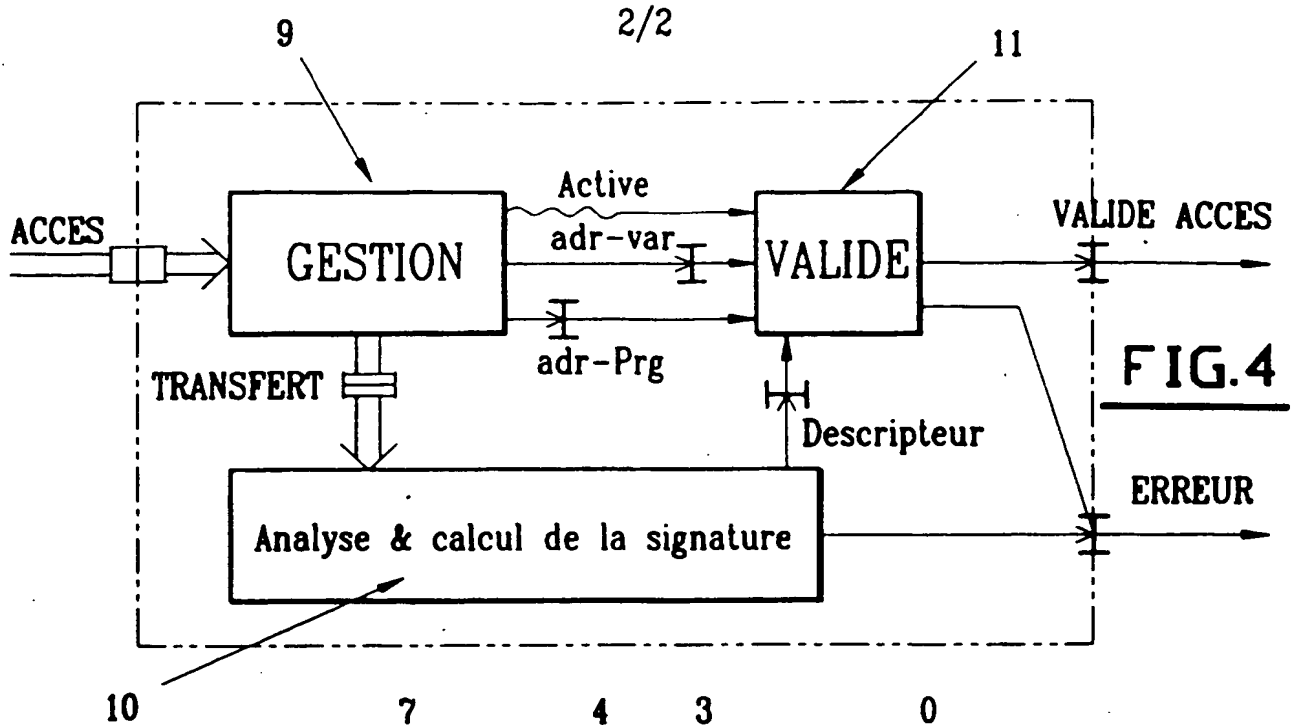 2/2
9
11
Active
ACCES
VALIDE ACCES
adr-var
GESTION
VALIDE
adr-Prg
FIG.4
TRANSFERT
Descripteur
ERREUR
Analyse & calcul de la signature
10
7 4 3 0